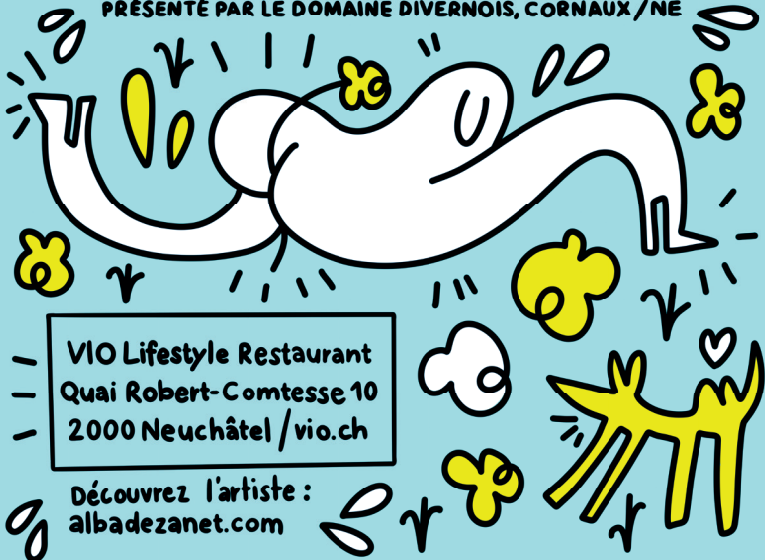 PRÉSENTÉ PAR LE DOMAINE DIVERNOIS, CORNAUX/NE
VIO Lifestyle Restaurant
Quai Robert-Comtesse 10
2000 Neuchâtel/vio.ch
Découvrez l'artiste :
albadezanet.com